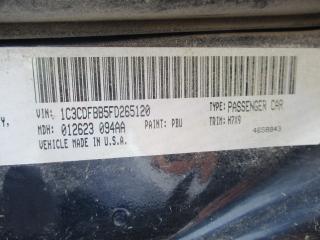 VIN: 1C3CDFBB5FD265120 TYPE: PASSENGER CAR
Y, MDH: 012623 094AA PAINT: PBU TRIM: H7X9
VEHICLE MADE IN U.S.A. 4658843